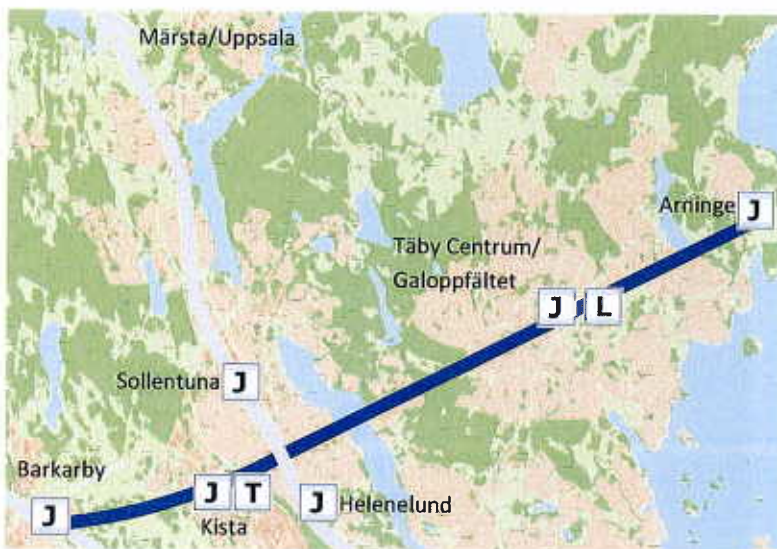 Märsta/Uppsala
Arninge J
Täby Centrum/
Galoppfältet
J L
Sollentuna J
Barkarby
J
J T
Kista
J Helenelund